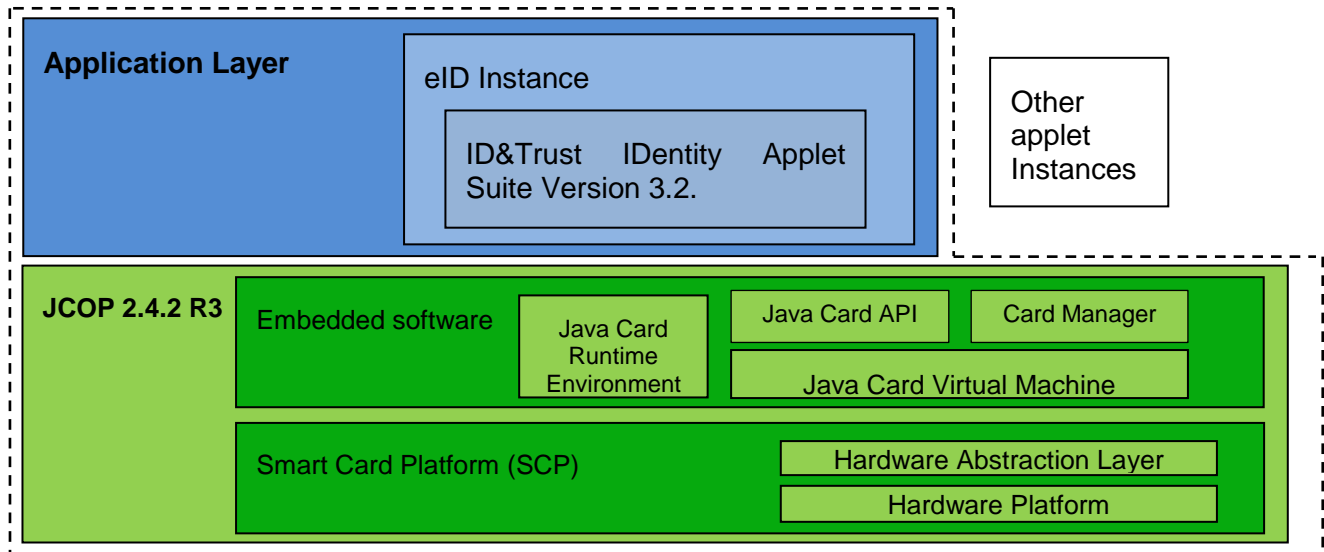 Application Layer
eID Instance
ID&Trust IDentity Applet
Suite Version 3.2.
Other
applet
Instances
JCOP 2.4.2 R3
Embedded software
Java Card
Runtime
Environment
Java Card API
Card Manager
Java Card Virtual Machine
Smart Card Platform (SCP)
Hardware Abstraction Layer
Hardware Platform